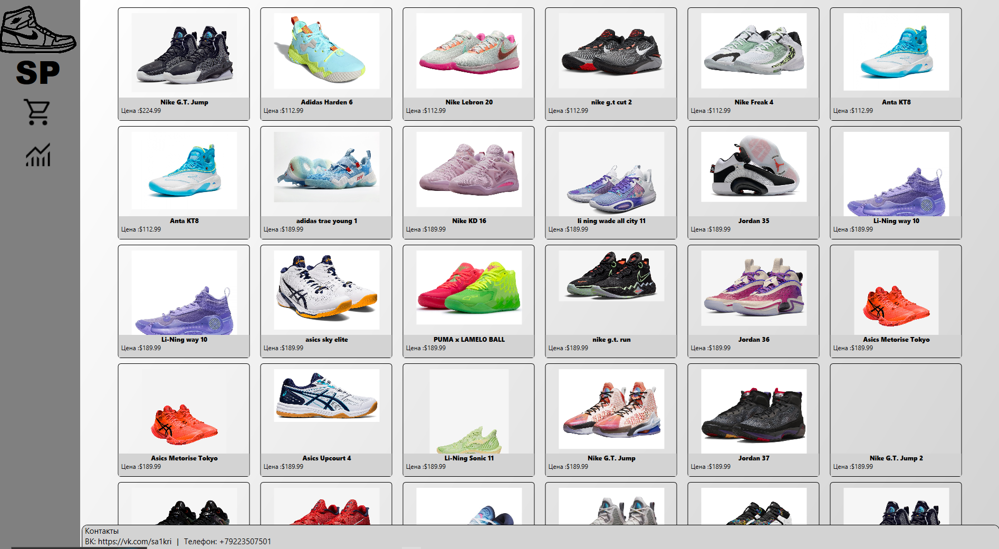 SP
Nike G.T. Jump
Цена :$224.99
Adidas Harden 6
Цена :$112.99
Nike Lebron 20
Цена :$112.99
nike g.t cut 2
Цена :$112.99
Nike Freak 4
Цена :$112.99
Anta KT8
Цена :$112.99
Anta KT8
Цена :$112.99
adidas trae young 1
Цена :$189.99
Nike KD 16
Цена :$189.99
li ning wade all city 11
Цена :$189.99
Jordan 35
Цена :$189.99
Li-Ning way 10
Цена :$189.99
Li-Ning way 10
Цена :$189.99
asics sky elite
Цена :$189.99
PUMA x LAMELO BALL
Цена :$189.99
nike g.t. run
Цена :$189.99
Jordan 36
Цена :$189.99
Asics Metorise Tokyo
Цена :$189.99
Asics Metorise Tokyo
Цена :$189.99
Asics Upcourt 4
Цена :$189.99
Li-Ning Sonic 11
Цена :$189.99
Nike G.T. Jump
Цена :$189.99
Jordan 37
Цена :$189.99
Nike G.T. Jump 2
Цена :$189.99
Контакты
ВК: https://vk.com/sa1kri | Телефон: +79223507501